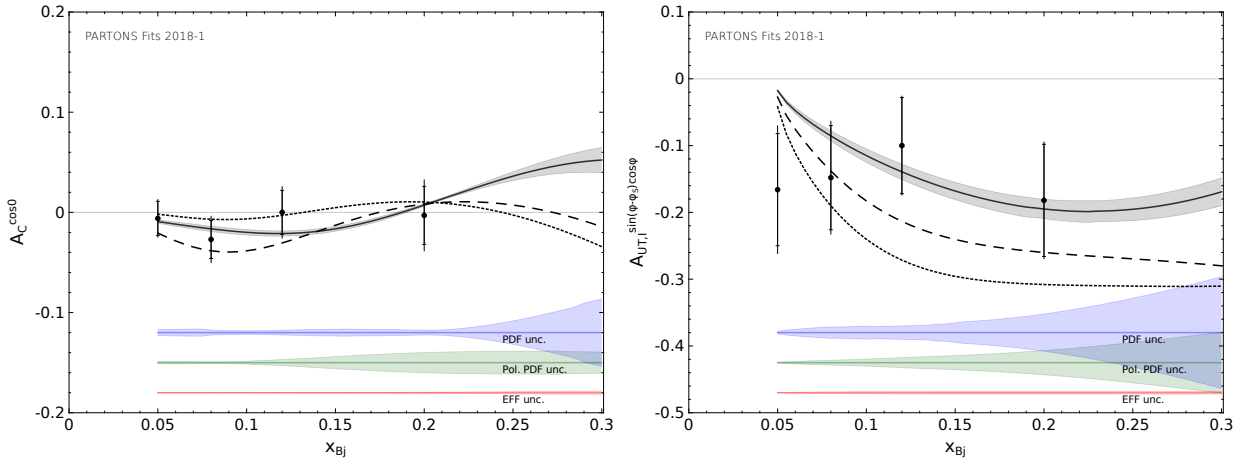 PARTONS Fits 2018-1
A_C^cos0
0.2
0.1
0
-0.1
-0.2
PDF unc.
Pol. PDF unc.
EFF unc.
0 0.05 0.1 0.15 0.2 0.25 0.3
x_Bj
PARTONS Fits 2018-1
A_UT,I^sin(φ-φ_S)cosφ
0.1
0
-0.1
-0.2
-0.3
-0.4
-0.5
PDF unc.
Pol. PDF unc.
EFF unc.
0 0.05 0.1 0.15 0.2 0.25 0.3
x_Bj